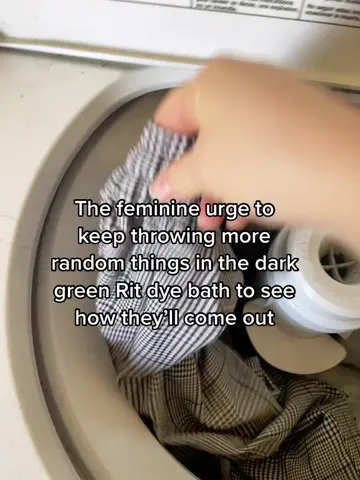 The feminine urge to
keep throwing more
random things in the dark
green Rit dye bath to see
how they'll come out